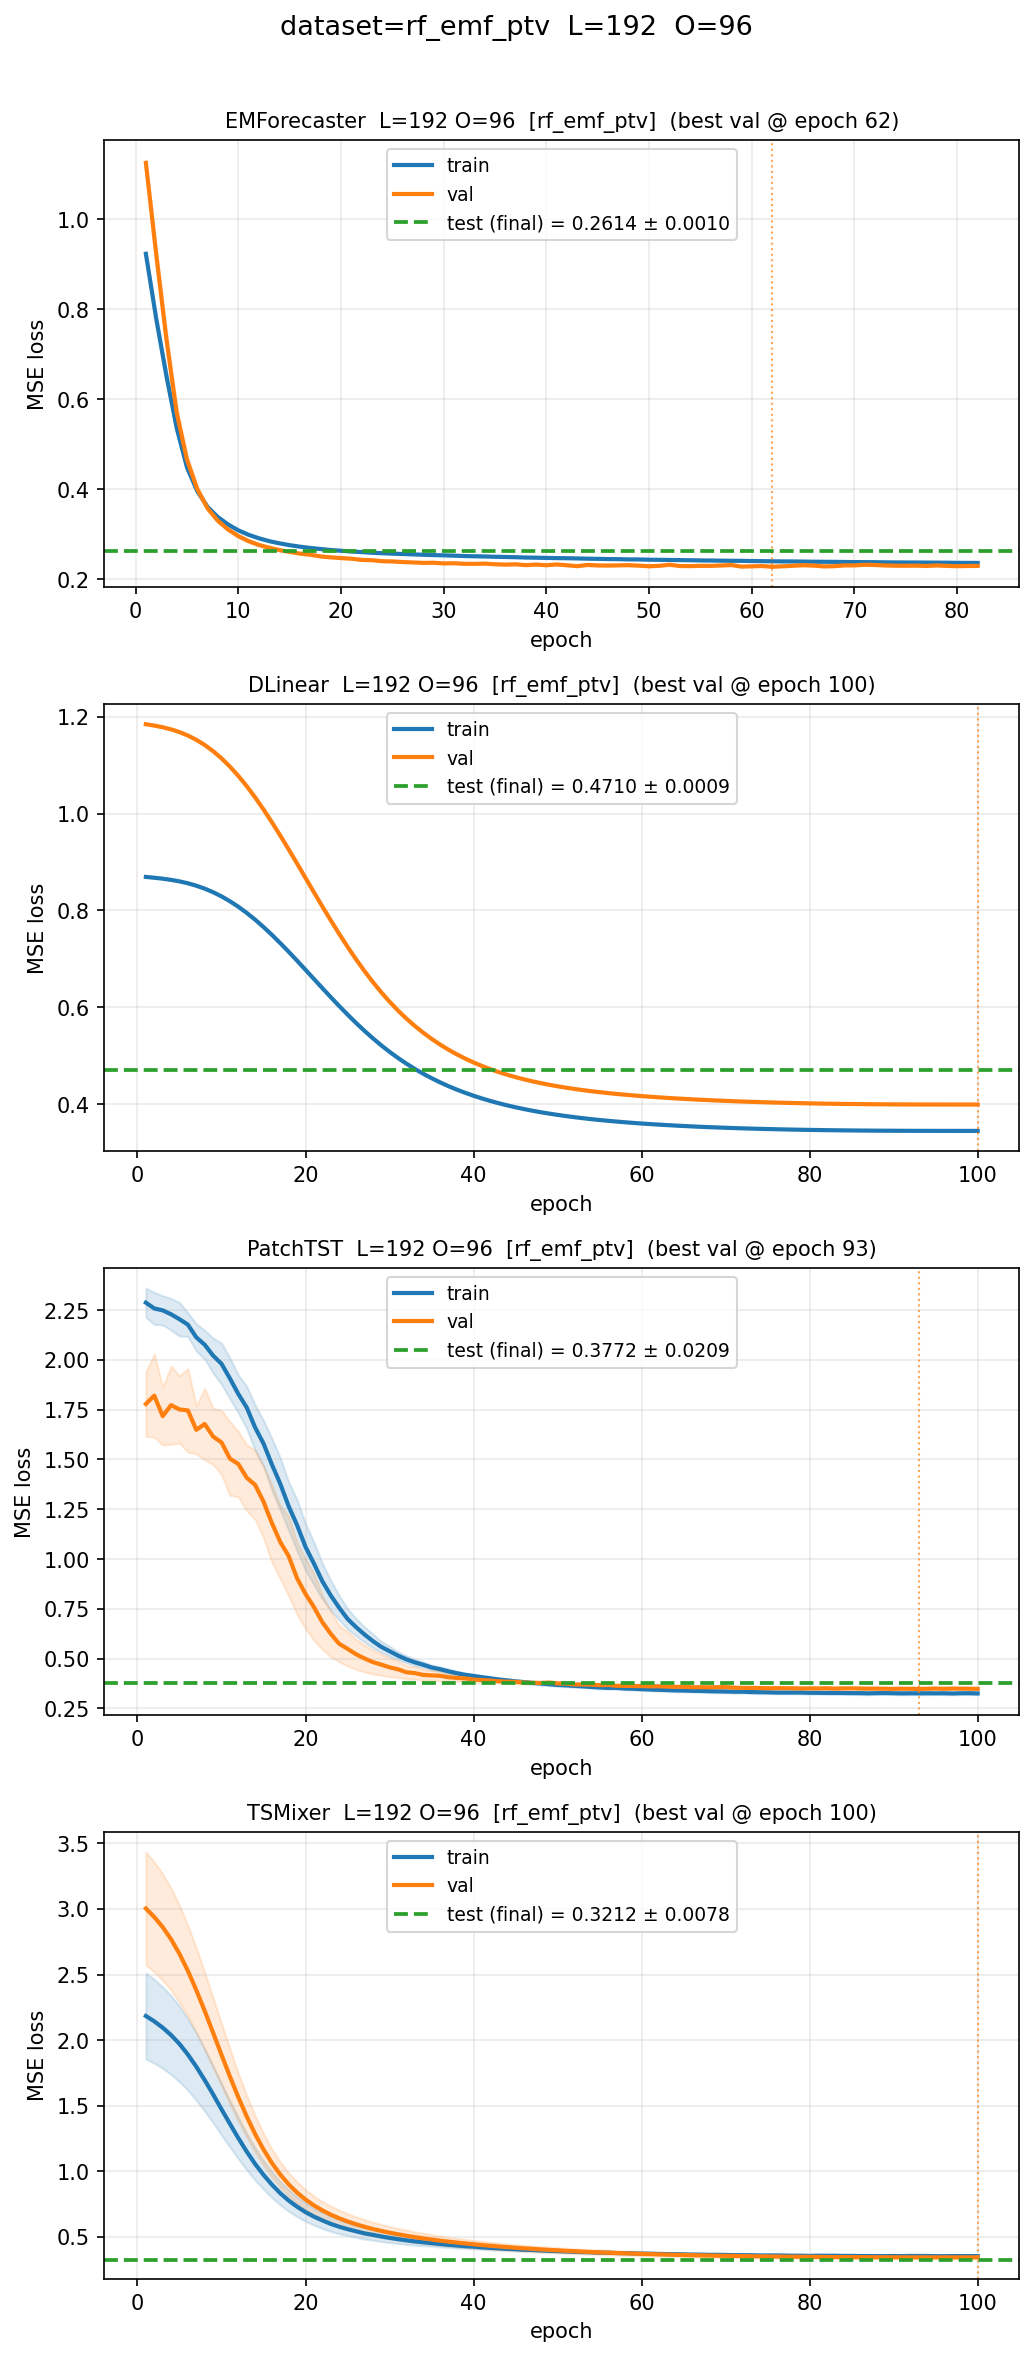 dataset=rf_emf_ptv  L=192  O=96
EMForecaster  L=192 O=96  [rf_emf_ptv]  (best val @ epoch 62)
train
val
test (final) = 0.2614 ± 0.0010
MSE loss
1.0
0.8
0.6
0.4
0.2
0 10 20 30 40 50 60 70 80
epoch
DLinear  L=192 O=96  [rf_emf_ptv]  (best val @ epoch 100)
train
val
test (final) = 0.4710 ± 0.0009
MSE loss
1.2
1.0
0.8
0.6
0.4
0 20 40 60 80 100
epoch
PatchTST  L=192 O=96  [rf_emf_ptv]  (best val @ epoch 93)
train
val
test (final) = 0.3772 ± 0.0209
MSE loss
2.25
2.00
1.75
1.50
1.25
1.00
0.75
0.50
0.25
0 20 40 60 80 100
epoch
TSMixer  L=192 O=96  [rf_emf_ptv]  (best val @ epoch 100)
train
val
test (final) = 0.3212 ± 0.0078
MSE loss
3.5
3.0
2.5
2.0
1.5
1.0
0.5
0 20 40 60 80 100
epoch